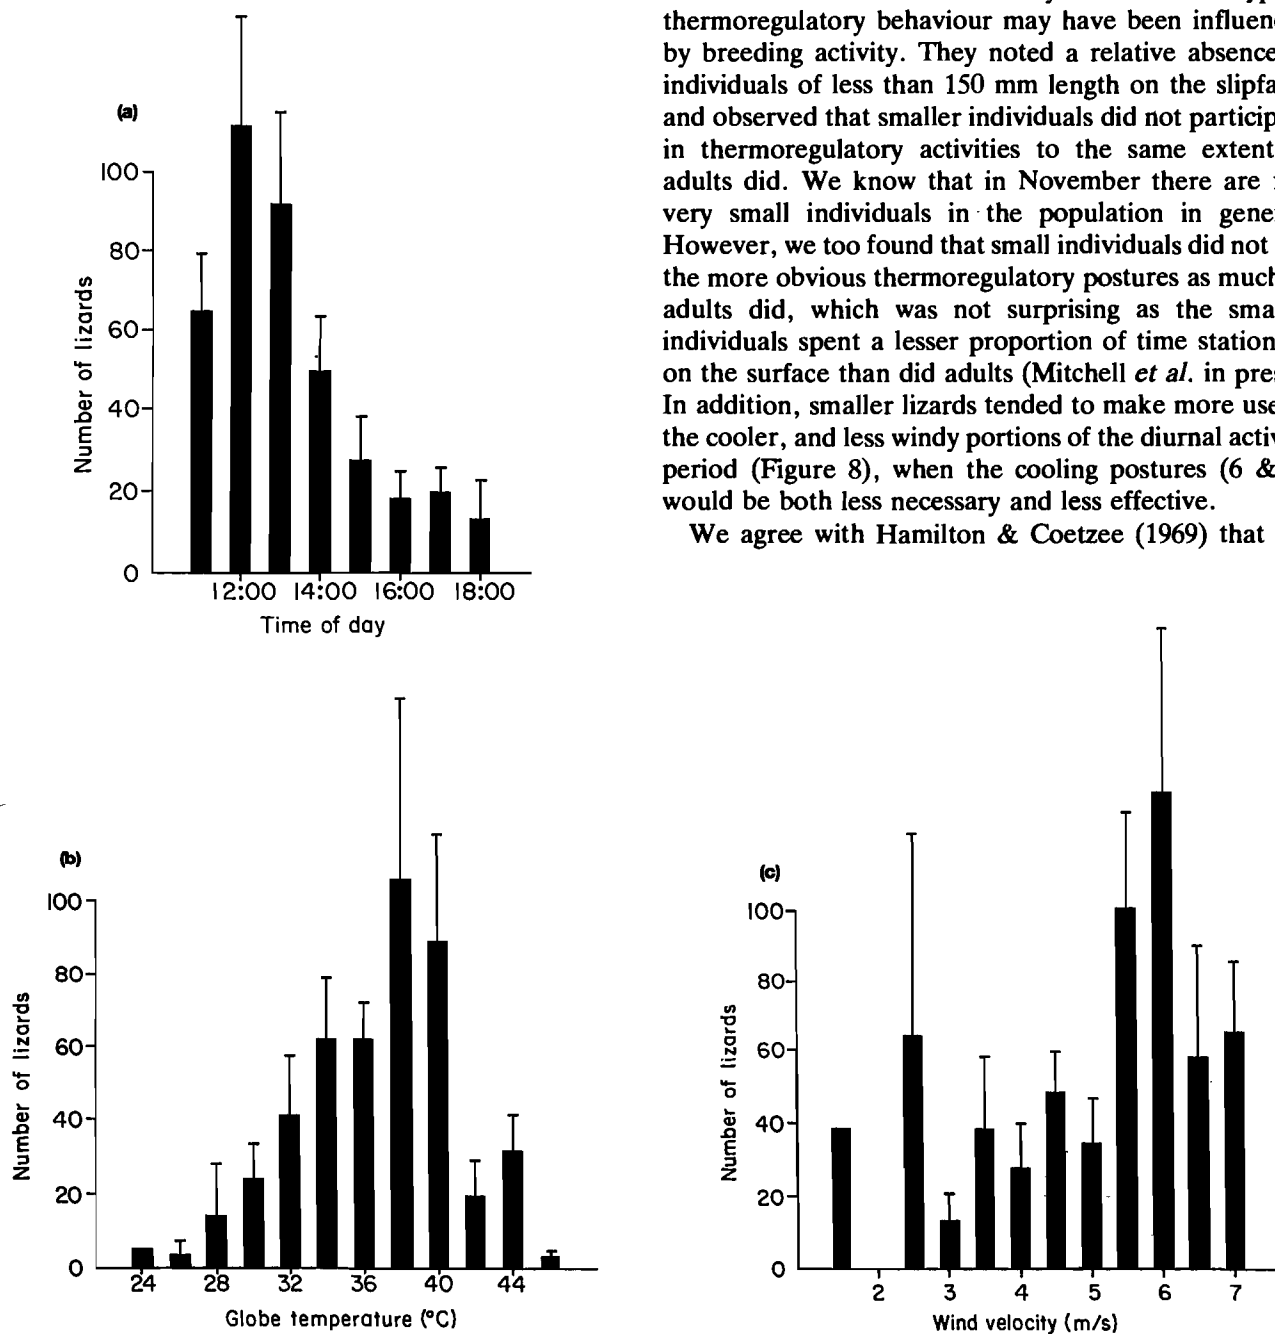 thermoregulatory behaviour may have been
by breeding activity. They noted a relative absence
individuals of less than 150 mm length on the
and observed that smaller individuals did not
in thermoregulatory activities to the same extent
adults did. We know that in November there are
very small individuals in the population in
However, we too found that small individuals did not
the more obvious thermoregulatory postures as much
adults did, which was not surprising as the
individuals spent a lesser proportion of time
on the surface than did adults (Mitchell et al. in
In addition, smaller lizards tended to make more use
the cooler, and less windy portions of the diurnal
period (Figure 8), when the cooling postures (6 &
would be both less necessary and less effective.
We agree with Hamilton & Coetzee (1969) that
(a)
100
80
60
40
20
0
Number of lizards
12:00 14:00 16:00 18:00
Time of day
(b)
100
80
60
40
20
0
Number of lizards
24 28 32 36 40 44
Globe temperature (°C)
(c)
100
80
60
40
20
0
Number of lizards
2 3 4 5 6 7
Wind velocity (m/s)